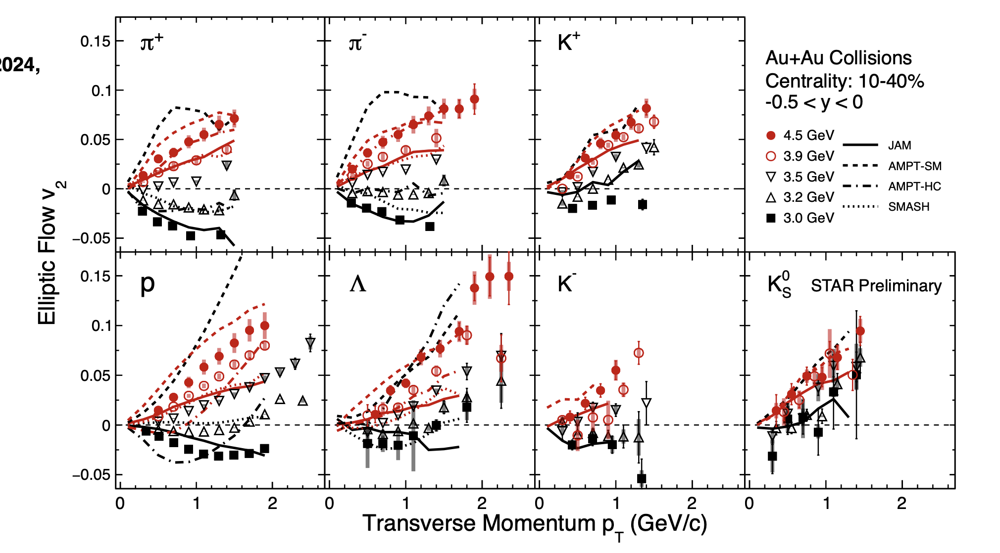 2024,
π+
π-
K+
Au+Au Collisions
Centrality: 10-40%
-0.5 < y < 0
4.5 GeV
3.9 GeV
3.5 GeV
3.2 GeV
3.0 GeV
JAM
AMPT-SM
AMPT-HC
SMASH
0.15
0.1
0.05
0
−0.05
Elliptic Flow v2
p
Λ
K-
K0S
STAR Preliminary
0.15
0.1
0.05
0
−0.05
0 1 2 0 1 2 0 1 2 0 1 2
Transverse Momentum pT (GeV/c)